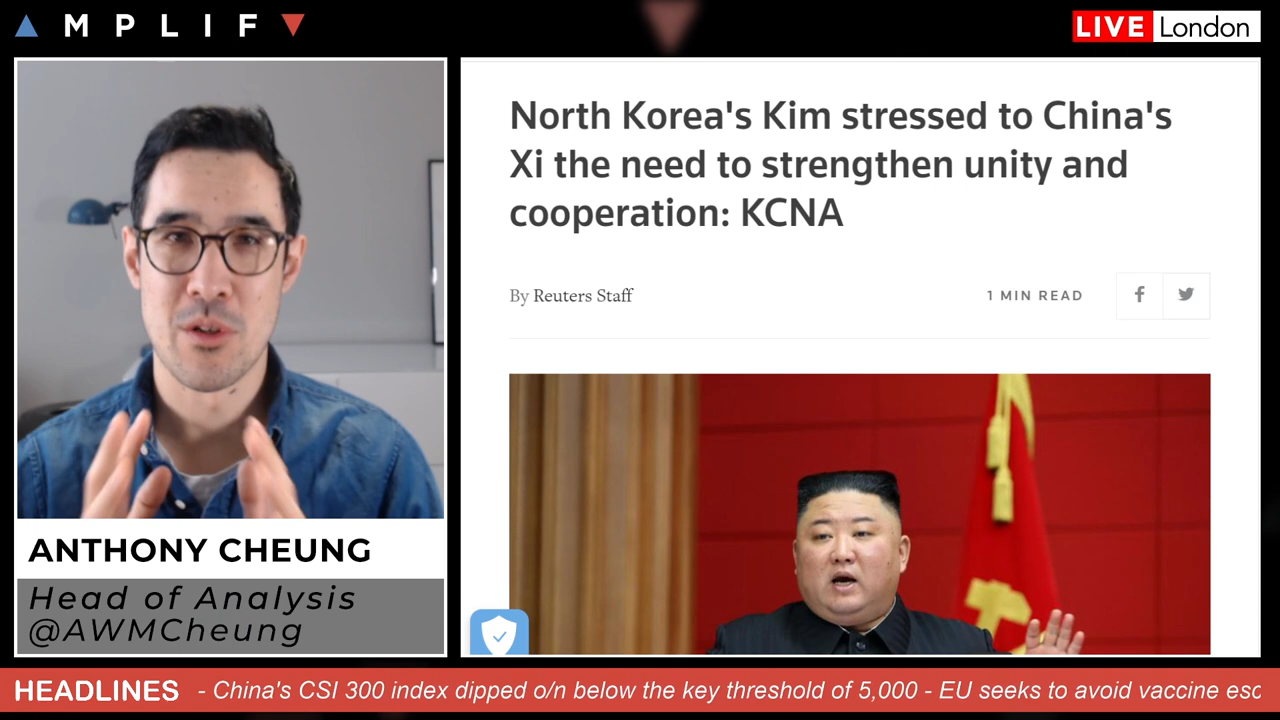 MPLIF
LIVE London
North Korea's Kim stressed to China's
Xi the need to strengthen unity and
cooperation: KCNA
By Reuters Staff
1 MIN READ
ANTHONY CHEUNG
Head of Analysis
@AWMCheung
HEADLINES - China's CSI 300 index dipped o/n below the key threshold of 5,000 - EU seeks to avoid vaccine esc